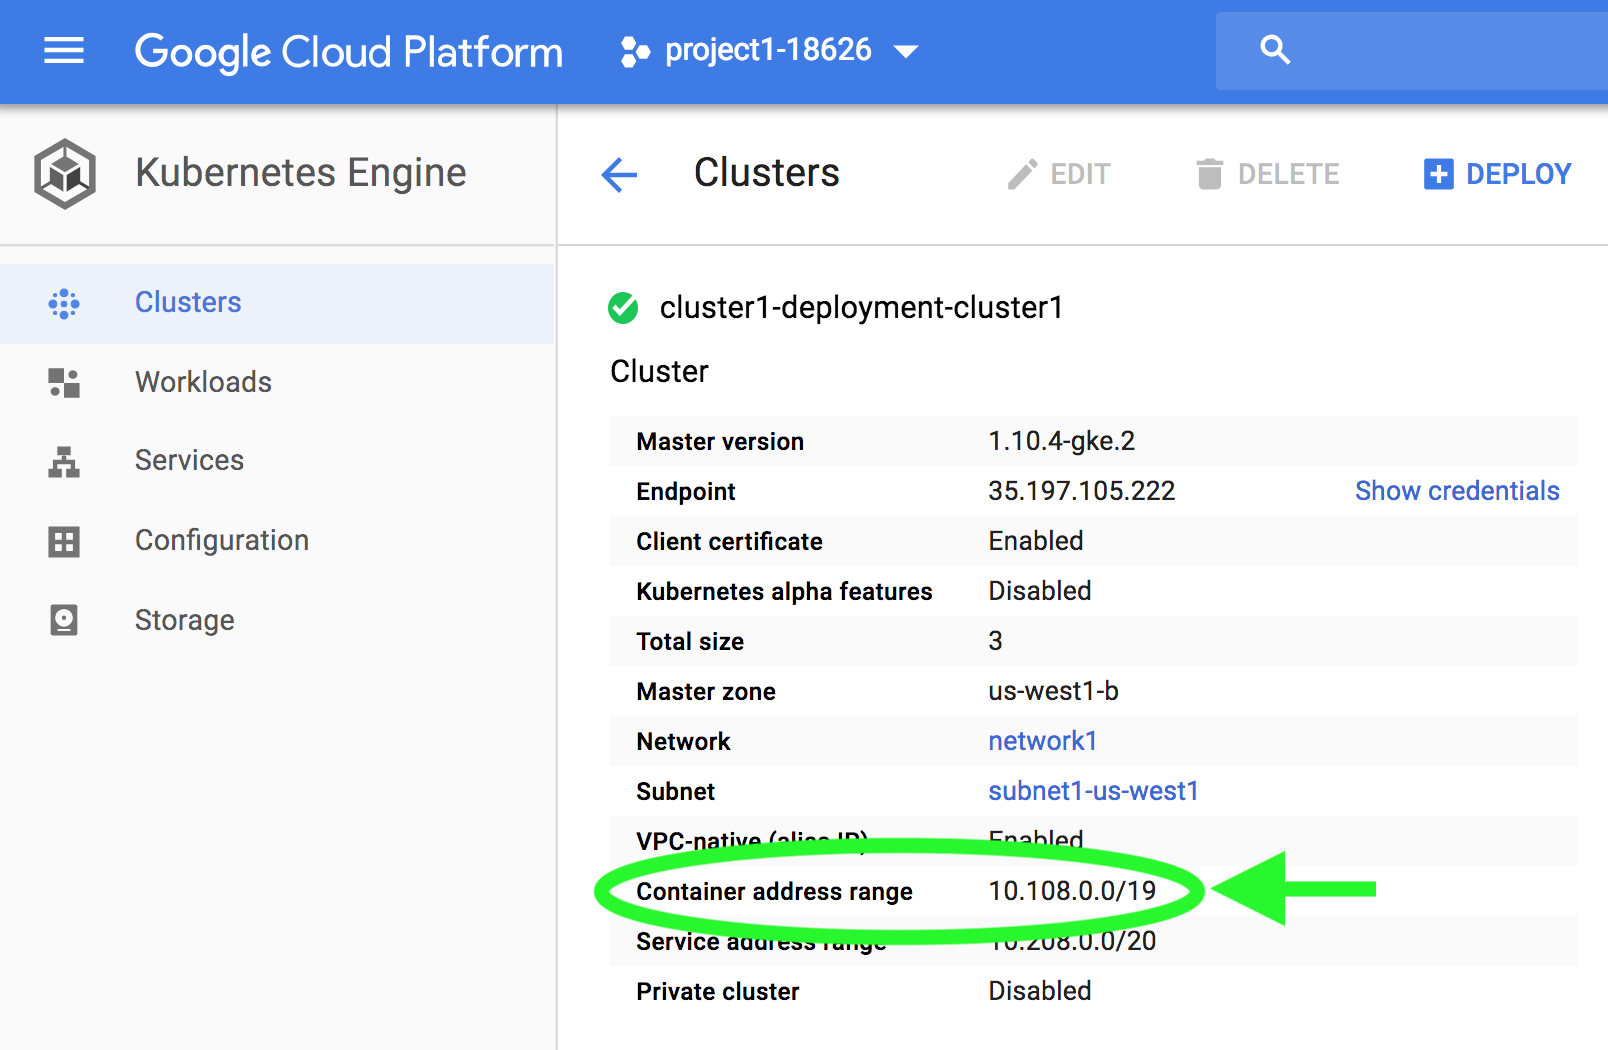 Google Cloud Platform project1-18626
Kubernetes Engine
Clusters
Workloads
Services
Configuration
Storage
Clusters EDIT DELETE DEPLOY
cluster1-deployment-cluster1
Cluster
Master version 1.10.4-gke.2
Endpoint 35.197.105.222 Show credentials
Client certificate Enabled
Kubernetes alpha features Disabled
Total size 3
Master zone us-west1-b
Network network1
Subnet subnet1-us-west1
VPC-native (alias IP) Enabled
Container address range 10.108.0.0/19
Service address range 10.208.0.0/20
Private cluster Disabled